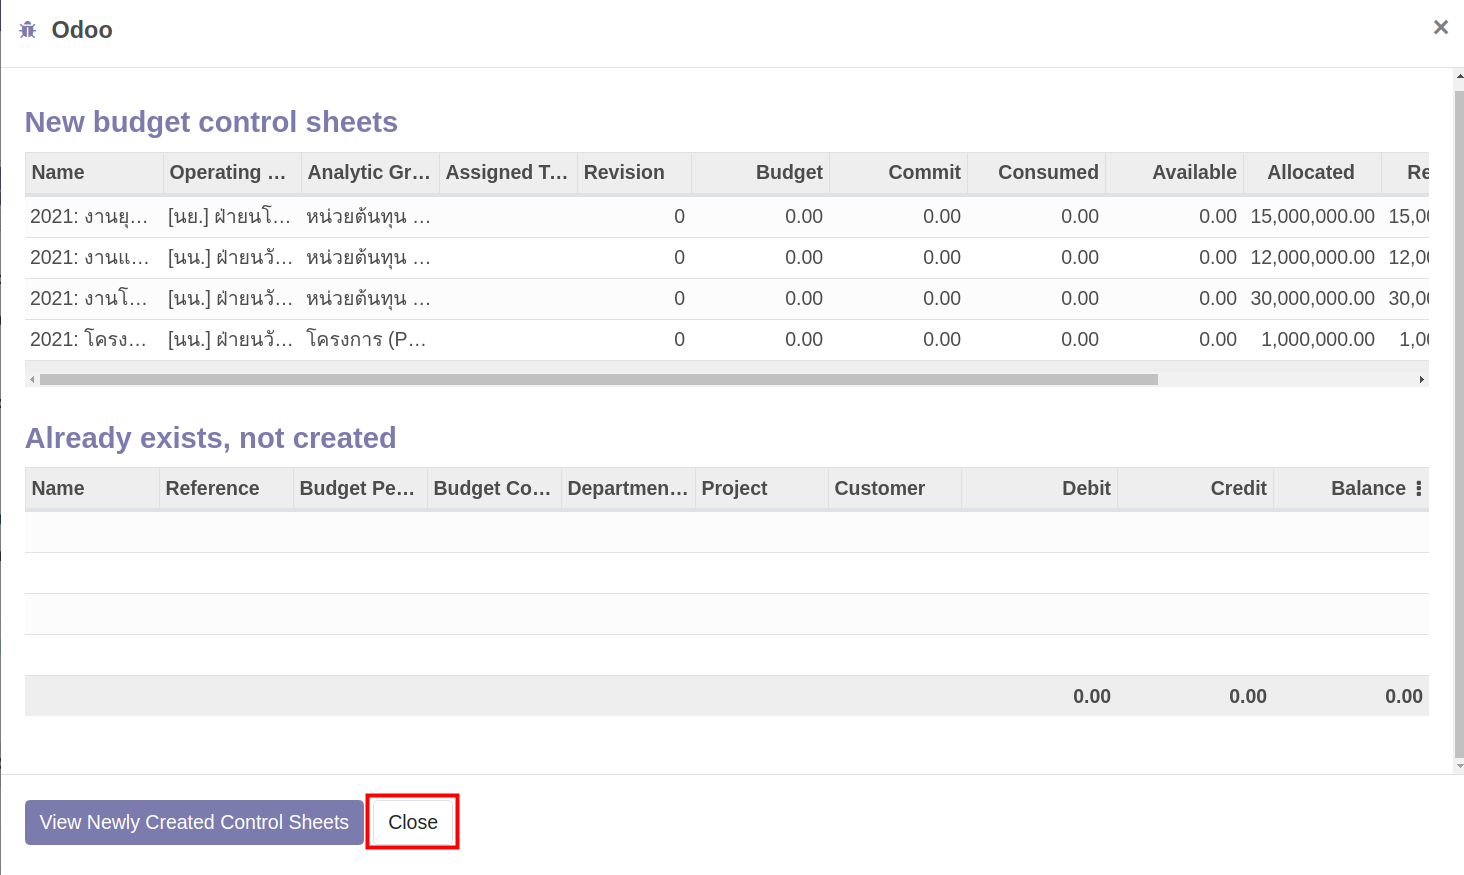 Odoo
×
New budget control sheets
Name Operating ... Analytic Gr... Assigned T... Revision Budget Commit Consumed Available Allocated Re
2021: งานยุ... [นย.] ฝ่ายนโ... หน่วยต้นทุน ... 0 0.00 0.00 0.00 0.00 15,000,000.00 15,00
2021: งานแ... [นน.] ฝ่ายนวั... หน่วยต้นทุน ... 0 0.00 0.00 0.00 0.00 12,000,000.00 12,00
2021: งานโ... [นน.] ฝ่ายนวั... หน่วยต้นทุน ... 0 0.00 0.00 0.00 0.00 30,000,000.00 30,00
2021: โครง... [นน.] ฝ่ายนวั... โครงการ (P... 0 0.00 0.00 0.00 0.00 1,000,000.00 1,00
Already exists, not created
Name Reference Budget Pe... Budget Co... Departmen... Project Customer Debit Credit Balance
0.00 0.00 0.00
View Newly Created Control Sheets Close